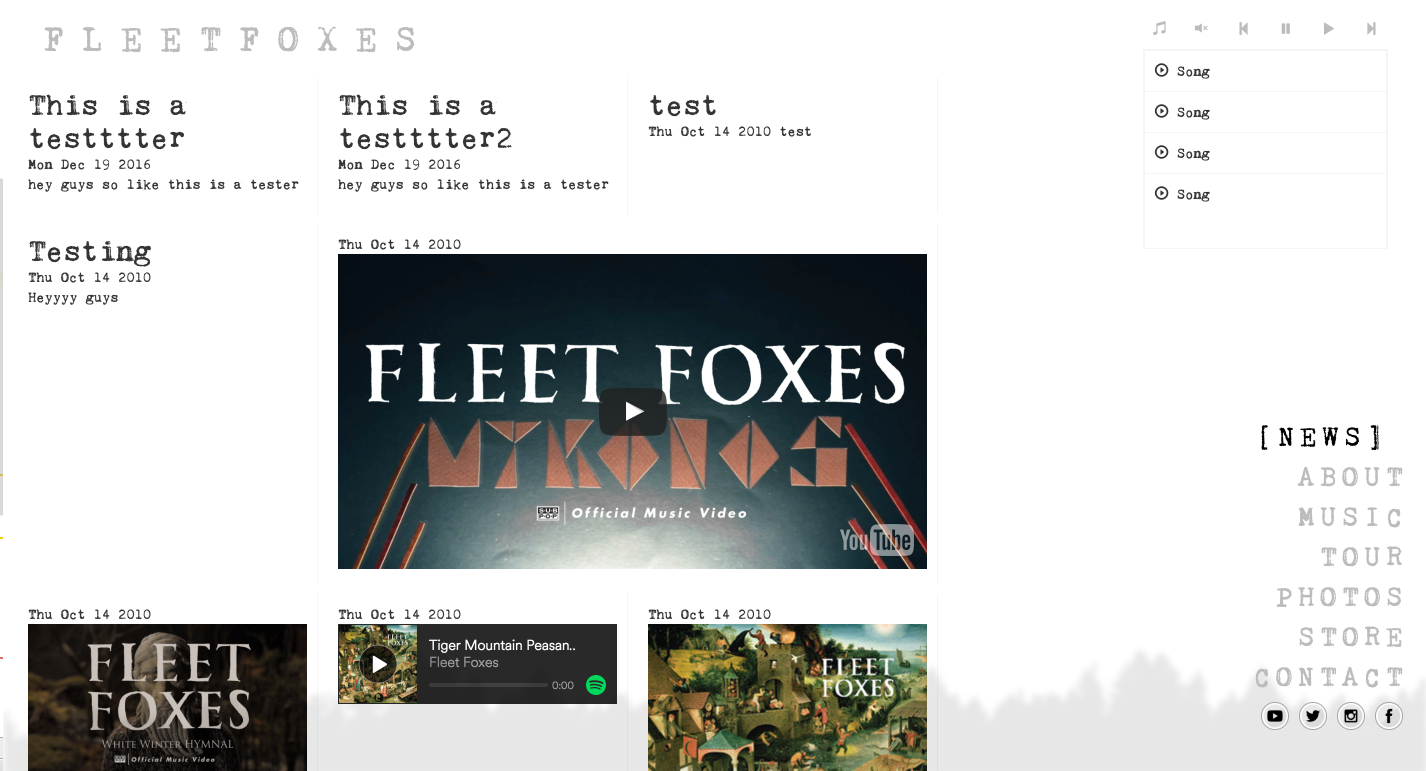 FLEETFOXES
This is a
testttter
Mon Dec 19 2016
hey guys so like this is a tester
This is a
testttter2
Mon Dec 19 2016
hey guys so like this is a tester
test
Thu Oct 14 2010 test
Song
Song
Song
Song
Testing
Thu Oct 14 2010
Heyyyy guys
Thu Oct 14 2010
FLEET FOXES
MYKONOS
SUB POP Official Music Video
YouTube
[NEWS]
ABOUT
MUSIC
TOUR
PHOTOS
STORE
CONTACT
Thu Oct 14 2010
FLEET
FOXES
WHITE WINTER HYMNAL
Official Music Video
Thu Oct 14 2010
Tiger Mountain Peasan..
Fleet Foxes
0:00
Thu Oct 14 2010
FLEET
FOXES